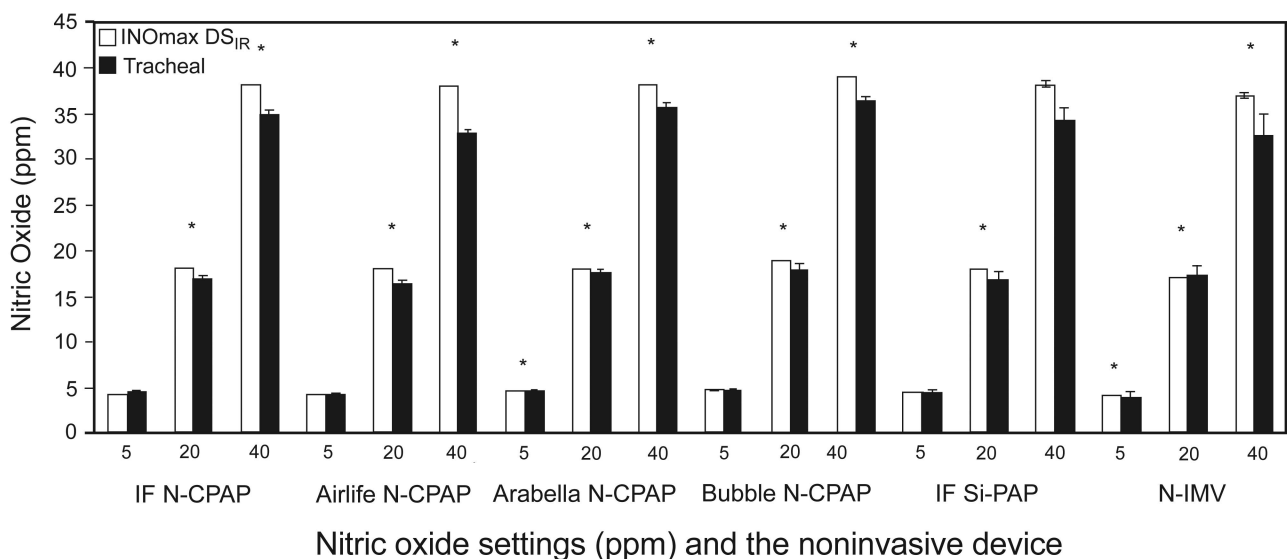 45
40
35
30
25
20
15
10
5
0
Nitric Oxide (ppm)
INOmax DSIR
Tracheal
* * * * *
* * * * * *
* *
5 20 40 5 20 40 5 20 40 5 20 40 5 20 40 5 20 40
IF N-CPAP Airlife N-CPAP Arabella N-CPAP Bubble N-CPAP IF Si-PAP N-IMV
Nitric oxide settings (ppm) and the noninvasive device